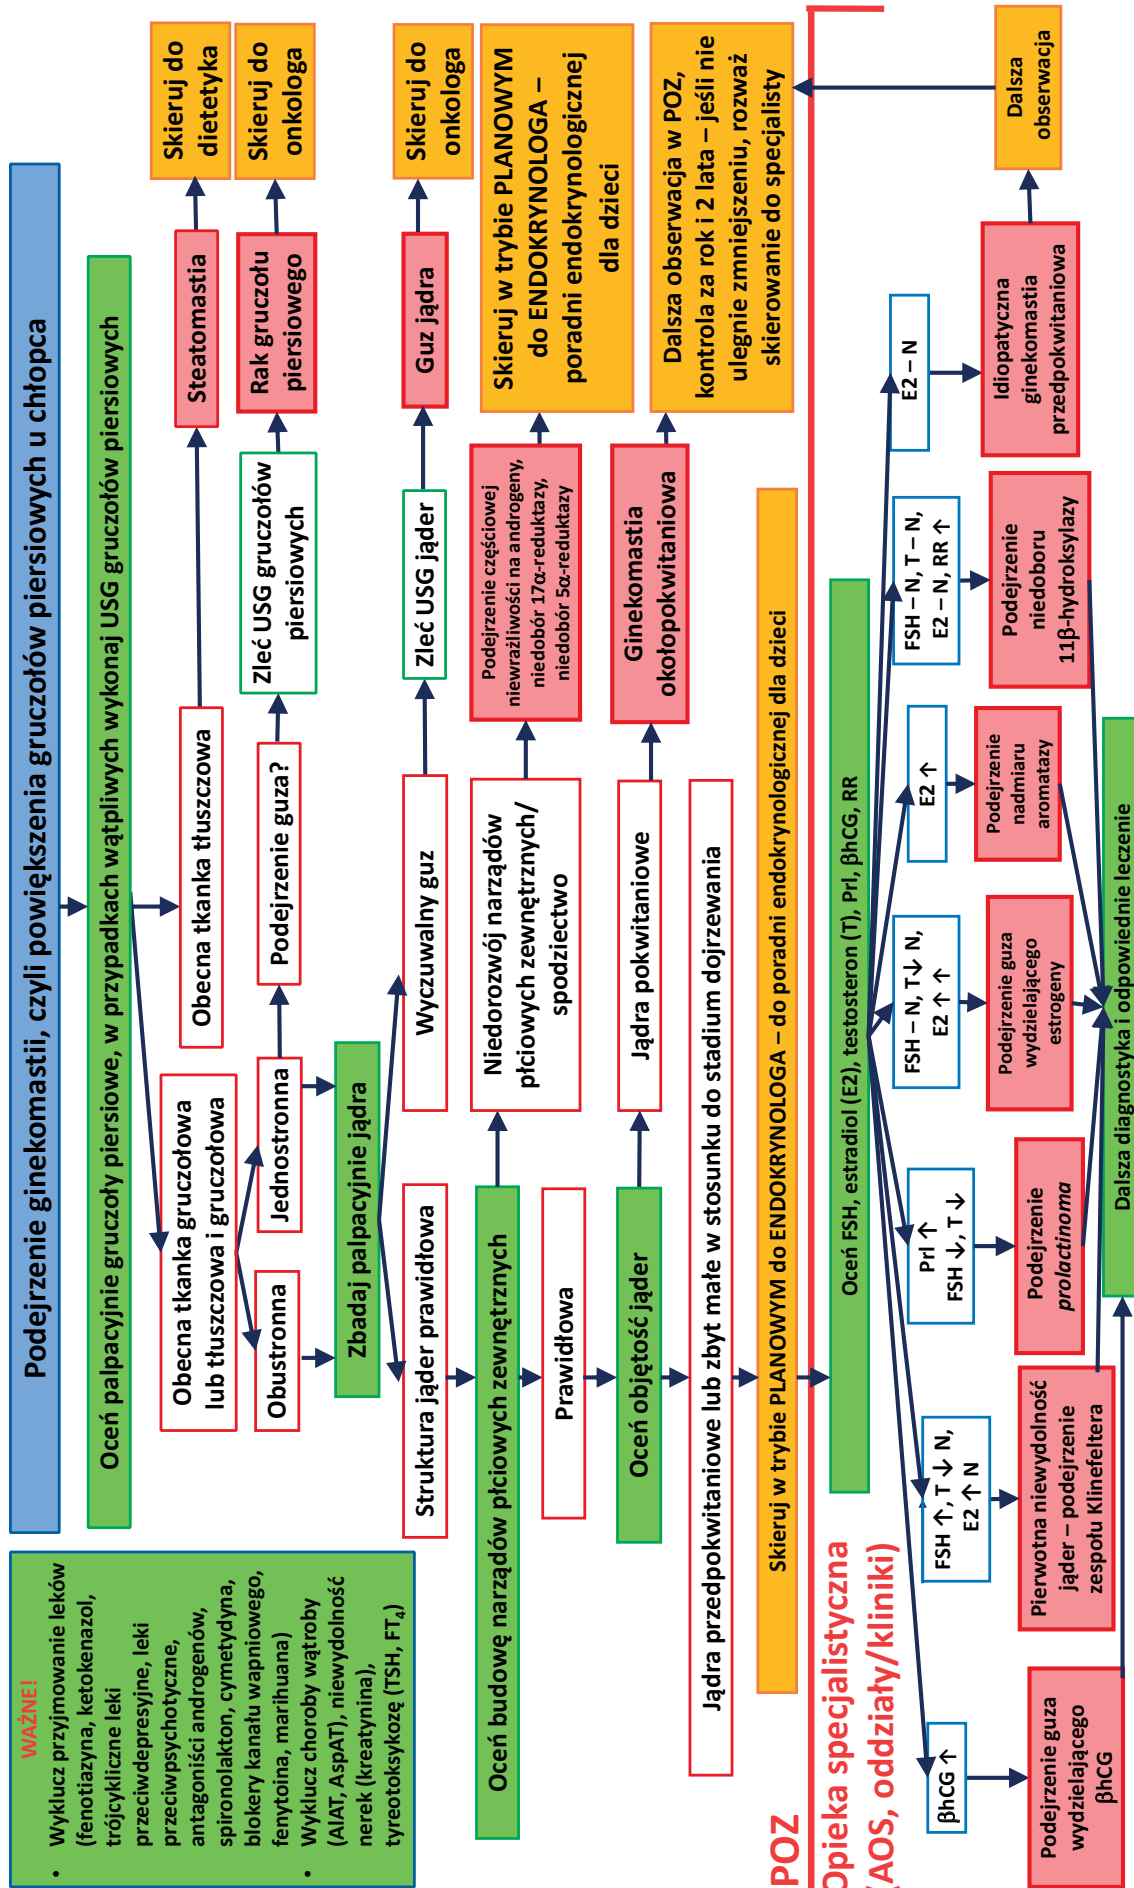 Podejrzenie ginekomastii, czyli powiększenia gruczołów piersiowych u chłopca
WAŻNE!
• Wyklucz przyjmowanie leków
(fenotiazyna, ketokenazol,
trójcykliczne leki
przeciwdepresyjne, leki
przeciwpsychotyczne,
antagoniści androgenów,
spironolakton, cymetydyna,
blokery kanału wapniowego,
fenytoina, marihuana)
• Wyklucz choroby wątroby
(AlAT, AspAT), niewydolność
nerek (kreatynina),
tyreotoksykozę (TSH, FT₄)
Oceń palpacyjnie gruczoły piersiowe, w przypadkach wątpliwych wykonaj USG gruczołów piersiowych
Obecna tkanka gruczołowa
lub tłuszczowa i gruczołowa
Obecna tkanka tłuszczowa
Steatomastia
Skieruj do
dietetyka
Obustronna
Jednostronna
Podejrzenie guza?
Zleć USG gruczołów
piersiowych
Rak gruczołu
piersiowego
Skieruj do
onkologa
Zbadaj palpacyjnie jądra
Struktura jąder prawidłowa
Wyczuwalny guz
Zleć USG jąder
Guz jądra
Skieruj do
onkologa
Oceń budowę narządów płciowych zewnętrznych
Niedorozwój narządów
płciowych zewnętrznych/
spodziectwo
Podejrzenie częściowej
niewrażliwości na androgeny,
niedobór 17α-reduktazy,
niedobór 5α-reduktazy
Skieruj w trybie PLANOWYM
do ENDOKRYNOLOGA –
poradni endokrynologicznej
dla dzieci
Prawidłowa
Oceń objętość jąder
Jądra pokwitaniowe
Ginekomastia
okołopokwitaniowa
Dalsza obserwacja w POZ,
kontrola za rok i 2 lata – jeśli nie
ulegnie zmniejszeniu, rozważ
skierowanie do specjalisty
Jądra przedpokwitaniowe lub zbyt małe w stosunku do stadium dojrzewania
Skieruj w trybie PLANOWYM do ENDOKRYNOLOGA – do poradni endokrynologicznej dla dzieci
POZ
Opieka specjalistyczna
(AOS, oddziały/kliniki)
Oceń FSH, estradiol (E2), testosteron (T), Prl, βhCG, RR
βhCG ↑
FSH ↑, T ↓ N,
E2 ↑ N
Prl ↑
FSH ↓, T ↓
FSH – N, T↓ N,
E2 ↑ ↑
E2 ↑
FSH – N, T – N,
E2 – N, RR ↑
E2 – N
Podejrzenie guza
wydzielającego
βhCG
Pierwotna niewydolność
jąder – podejrzenie
zespołu Klinefeltera
Podejrzenie
prolactinoma
Podejrzenie guza
wydzielającego
estrogeny
Podejrzenie
nadmiaru
aromatazy
Podejrzenie
niedoboru
11β-hydroksylazy
Idiopatyczna
ginekomastia
przedpokwitaniowa
Dalsza
obserwacja
Dalsza diagnostyka i odpowiednie leczenie